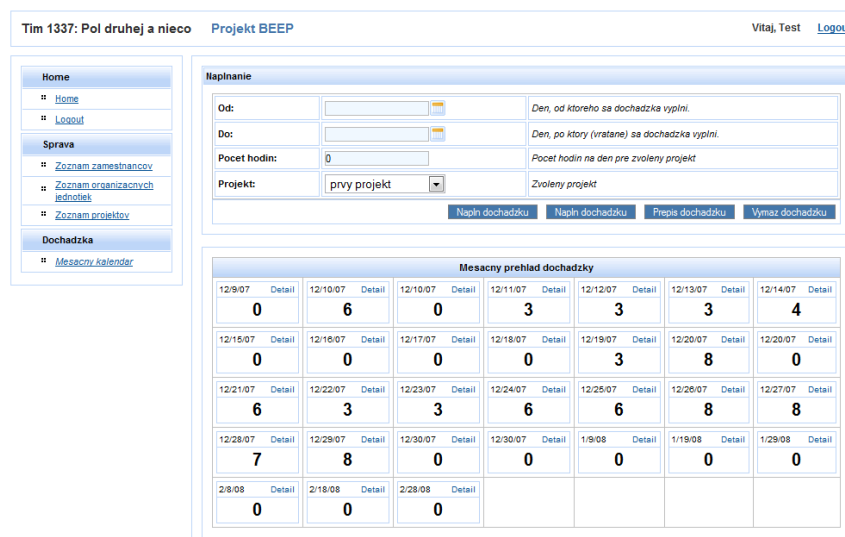 Tim 1337: Pol druhej a nieco Projekt BEEP Vitaj, Test Logou
Home
Home
Logout
Sprava
Zoznam zamestnancov
Zoznam organizacnych
jednotiek
Zoznam projektov
Dochadzka
Mesacny kalendar
Naplnanie
Od: Den, od ktoreho sa dochadzka vyplni.
Do: Den, po ktory (vratane) sa dochadzka vyplni.
Pocet hodin: 0 Pocet hodin na den pre zvoleny projekt
Projekt: prvy projekt Zvoleny projekt
Napln dochadzku Napln dochadzku Prepis dochadzku Vymaz dochadzku
Mesacny prehlad dochadzky
12/9/07 Detail 12/10/07 Detail 12/10/07 Detail 12/11/07 Detail 12/12/07 Detail 12/13/07 Detail 12/14/07 Detail
0 6 0 3 3 3 4
12/15/07 Detail 12/16/07 Detail 12/17/07 Detail 12/18/07 Detail 12/19/07 Detail 12/20/07 Detail 12/20/07 Detail
0 0 0 0 3 8 0
12/21/07 Detail 12/22/07 Detail 12/23/07 Detail 12/24/07 Detail 12/25/07 Detail 12/26/07 Detail 12/27/07 Detail
6 3 3 6 6 8 8
12/28/07 Detail 12/29/07 Detail 12/30/07 Detail 12/30/07 Detail 1/9/08 Detail 1/19/08 Detail 1/29/08 Detail
7 8 0 0 0 0 0
2/8/08 Detail 2/18/08 Detail 2/28/08 Detail
0 0 0